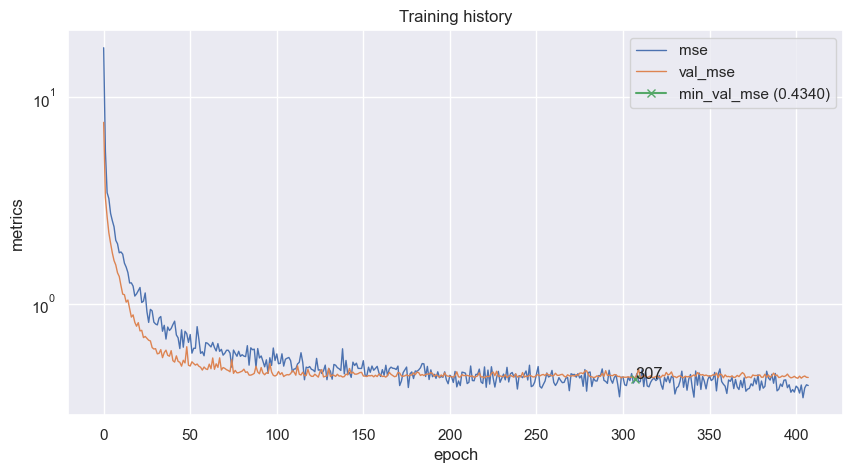 Training history
mse
val_mse
min_val_mse (0.4340)
10¹
10⁰
metrics
307
0 50 100 150 200 250 300 350 400
epoch